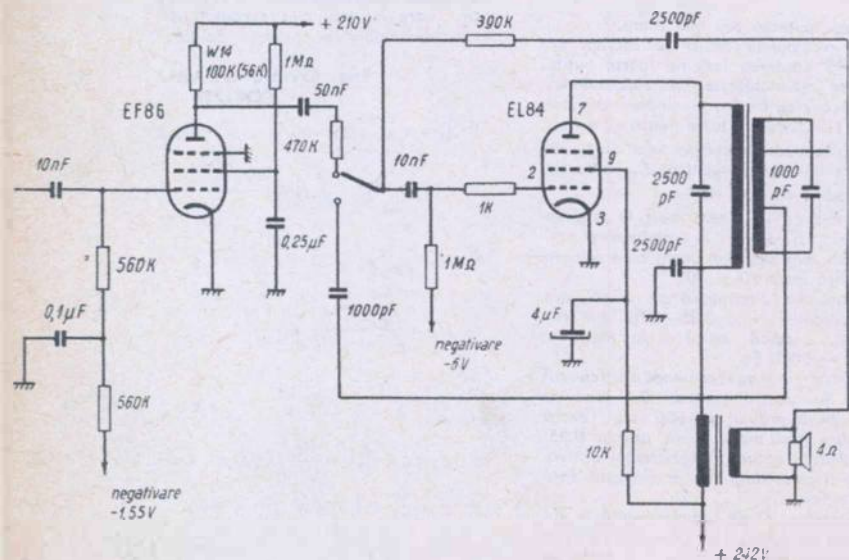 + 210V
W14
100K(56K)
1MΩ
390K
2500pF
50nF
EF86
EL84
7
10nF
470K
10nF
9
2
1K
2500
pF
1000
pF
3
0,25µF
2500pF
560K
1MΩ
0,1µF
1000pF
4µF
negativare
-6V
560K
10K
4Ω
negativare
-1,55V
+ 242V